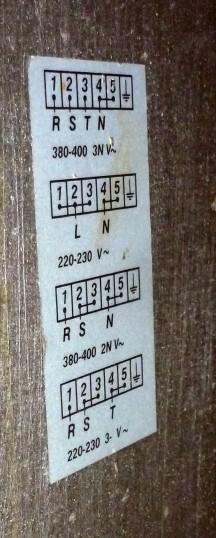 1 2 3 4 5
R S T N
380-400 3N V~
1 2 3 4 5
L N
220-230 V~
1 2 3 4 5
R S N
380-400 2N V~
1 2 3 4 5
R S T
220-230 3- V~